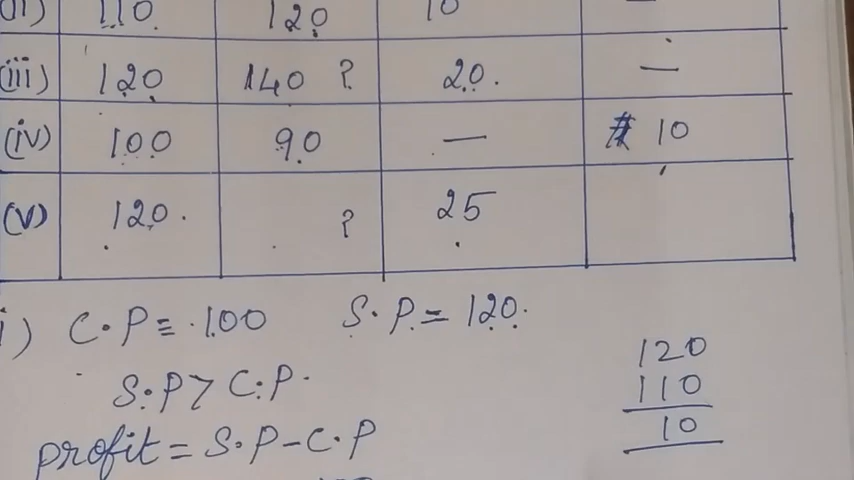 (ii) 110 120 10 —
(iii) 120 140 ? 20. —
(iv) 100 90 — 10
(v) 120. ? 25
i) C.P = 100 S.P. = 120.
S.P > C.P.
profit = S.P - C.P
120
110
10